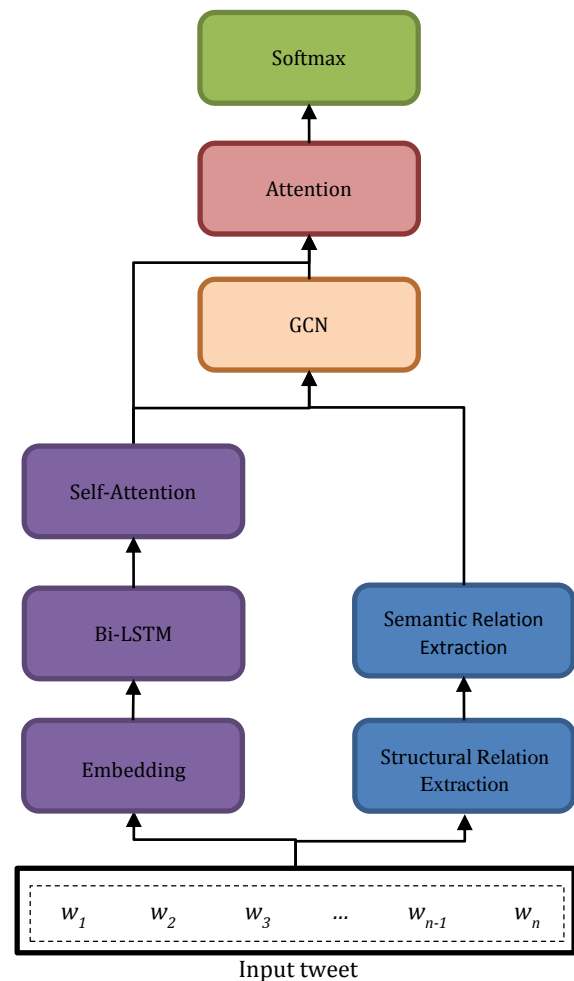 Softmax
Attention
GCN
Self-Attention
Bi-LSTM
Semantic Relation
Extraction
Embedding
Structural Relation
Extraction
w1 w2 w3 ... wn-1 wn
Input tweet